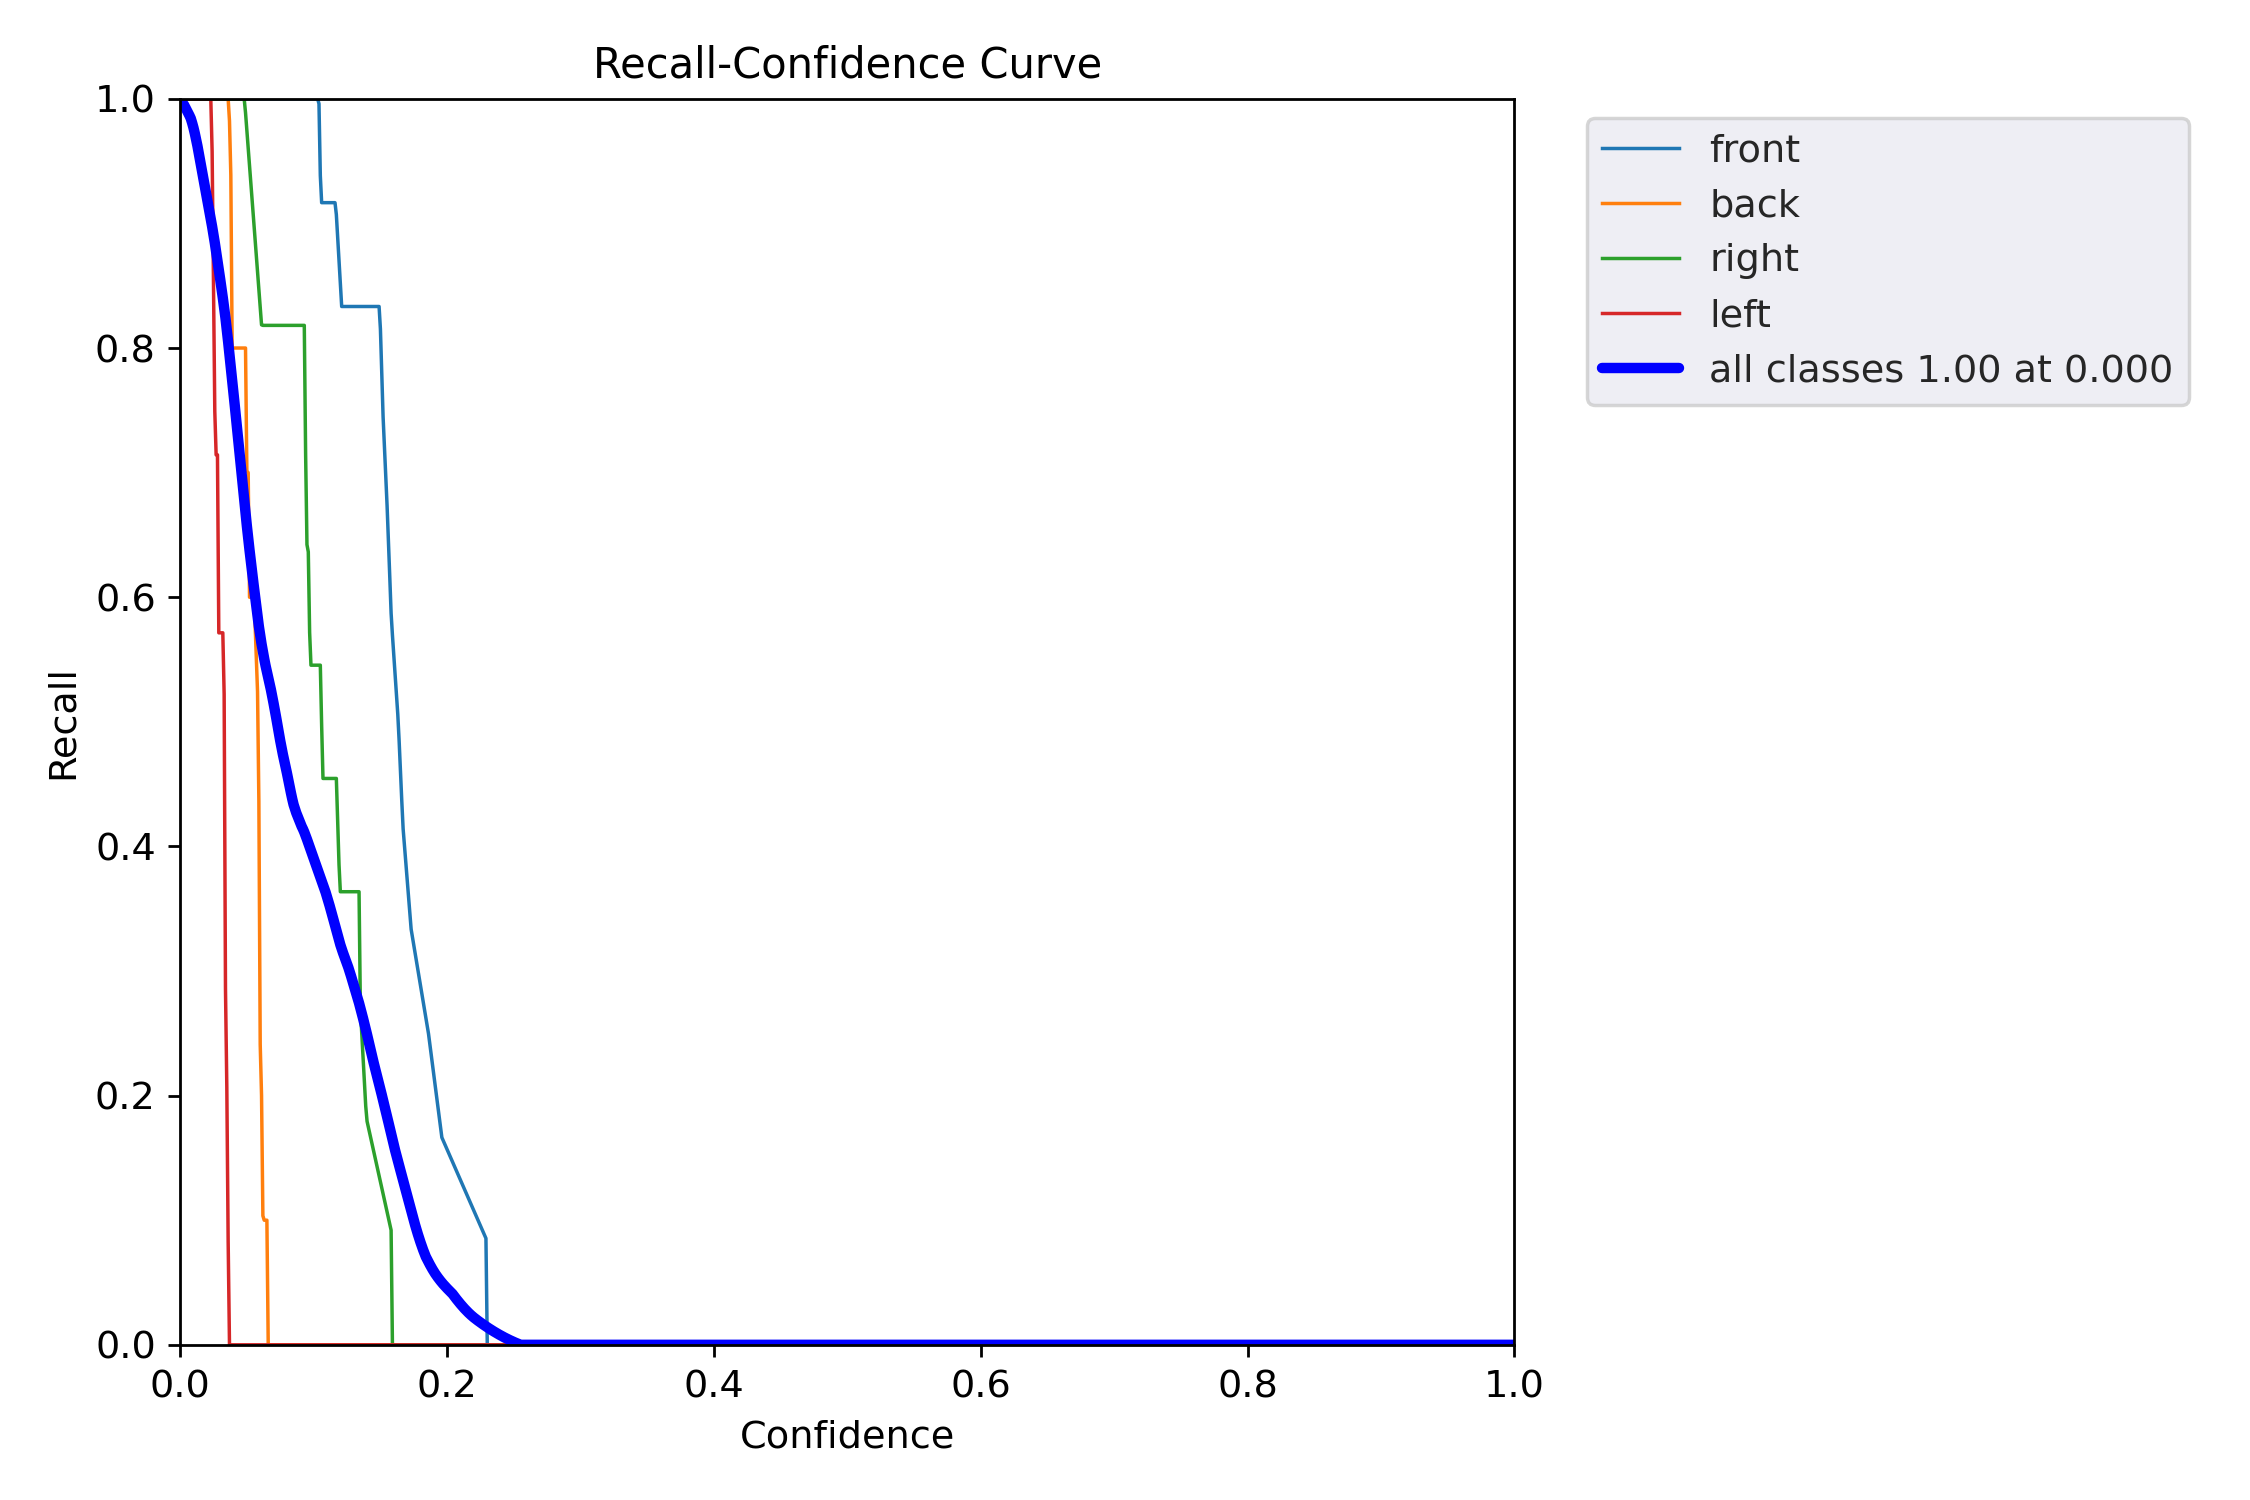 Recall-Confidence Curve
1.0
0.8
0.6
0.4
0.2
0.0
Recall
0.0 0.2 0.4 0.6 0.8 1.0
Confidence
front
back
right
left
all classes 1.00 at 0.000